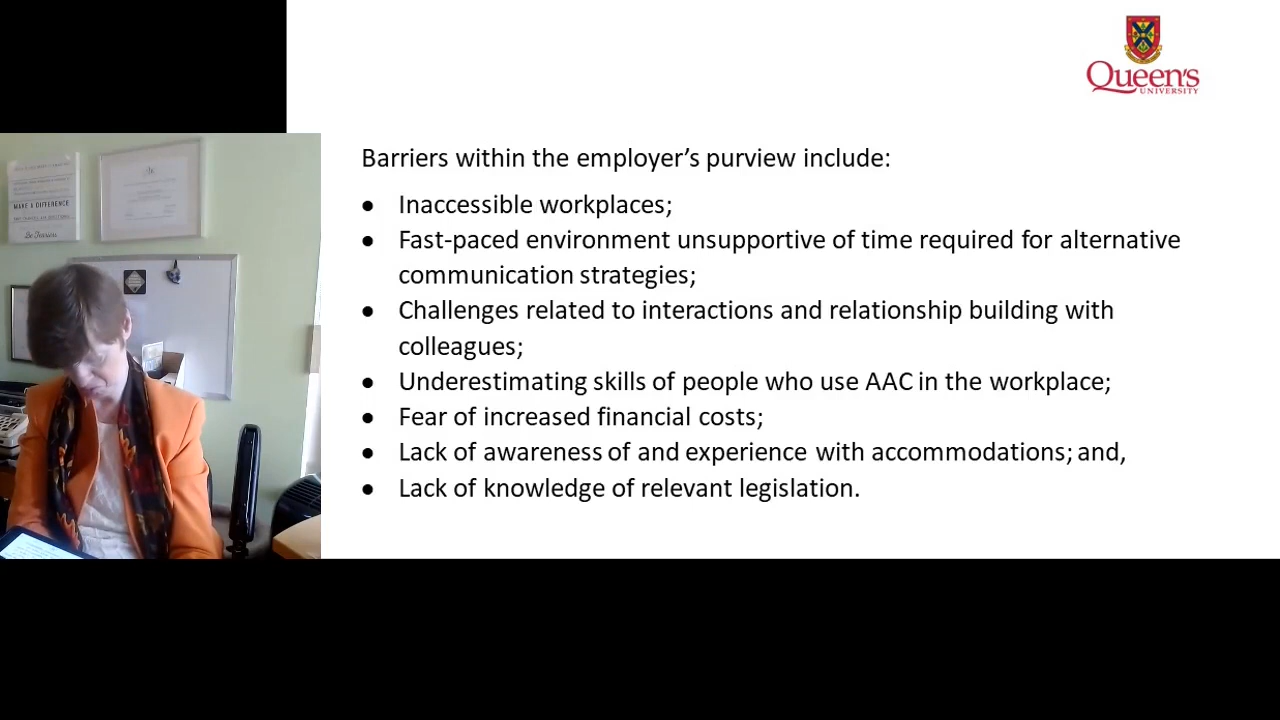 Queen's
UNIVERSITY
MAKE A DIFFERENCE
Be Fearless
Barriers within the employer’s purview include:
● Inaccessible workplaces;
● Fast-paced environment unsupportive of time required for alternative
communication strategies;
● Challenges related to interactions and relationship building with
colleagues;
● Underestimating skills of people who use AAC in the workplace;
● Fear of increased financial costs;
● Lack of awareness of and experience with accommodations; and,
● Lack of knowledge of relevant legislation.